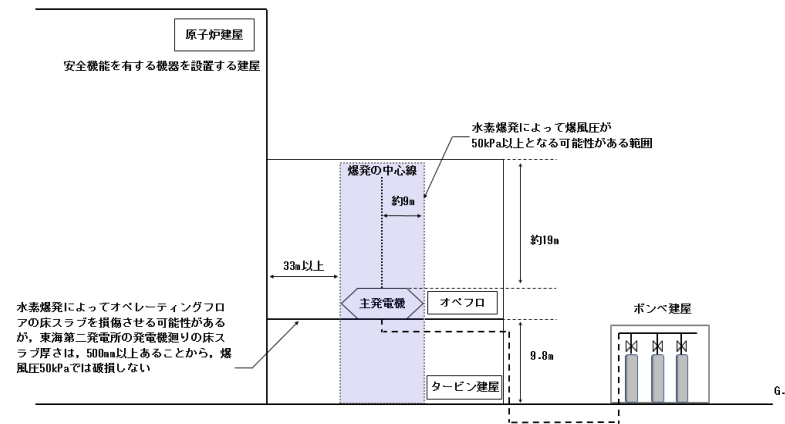 原子炉建屋
安全機能を有する機器を設置する建屋
水素爆発によって爆風圧が
50kPa以上となる可能性がある範囲
爆発の中心線
約9m
約19m
33m以上
主発電機
オペフロ
ボンベ建屋
水素爆発によってオペレーティングフロ
アの床スラブを損傷させる可能性がある
が，東海第二発電所の発電機廻りの床ス
ラブ厚さは，500mm以上あることから，爆
風圧50kPaでは破損しない
9.8m
タービン建屋
G.